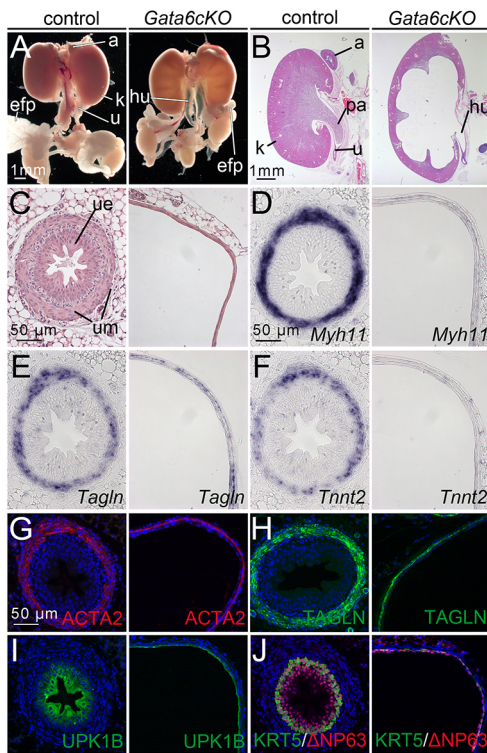 control Gata6cKO control Gata6cKO
A a B a
hu pa
efp k k hu
u efp u
1mm 1mm
C ue D
um
50 µm 50 µm Myh11 Myh11
E F
Tagln Tagln Tnnt2 Tnnt2
G H
50 µm ACTA2 ACTA2 TAGLN TAGLN
I J
UPK1B UPK1B KRT5/ΔNP63 KRT5/ΔNP63